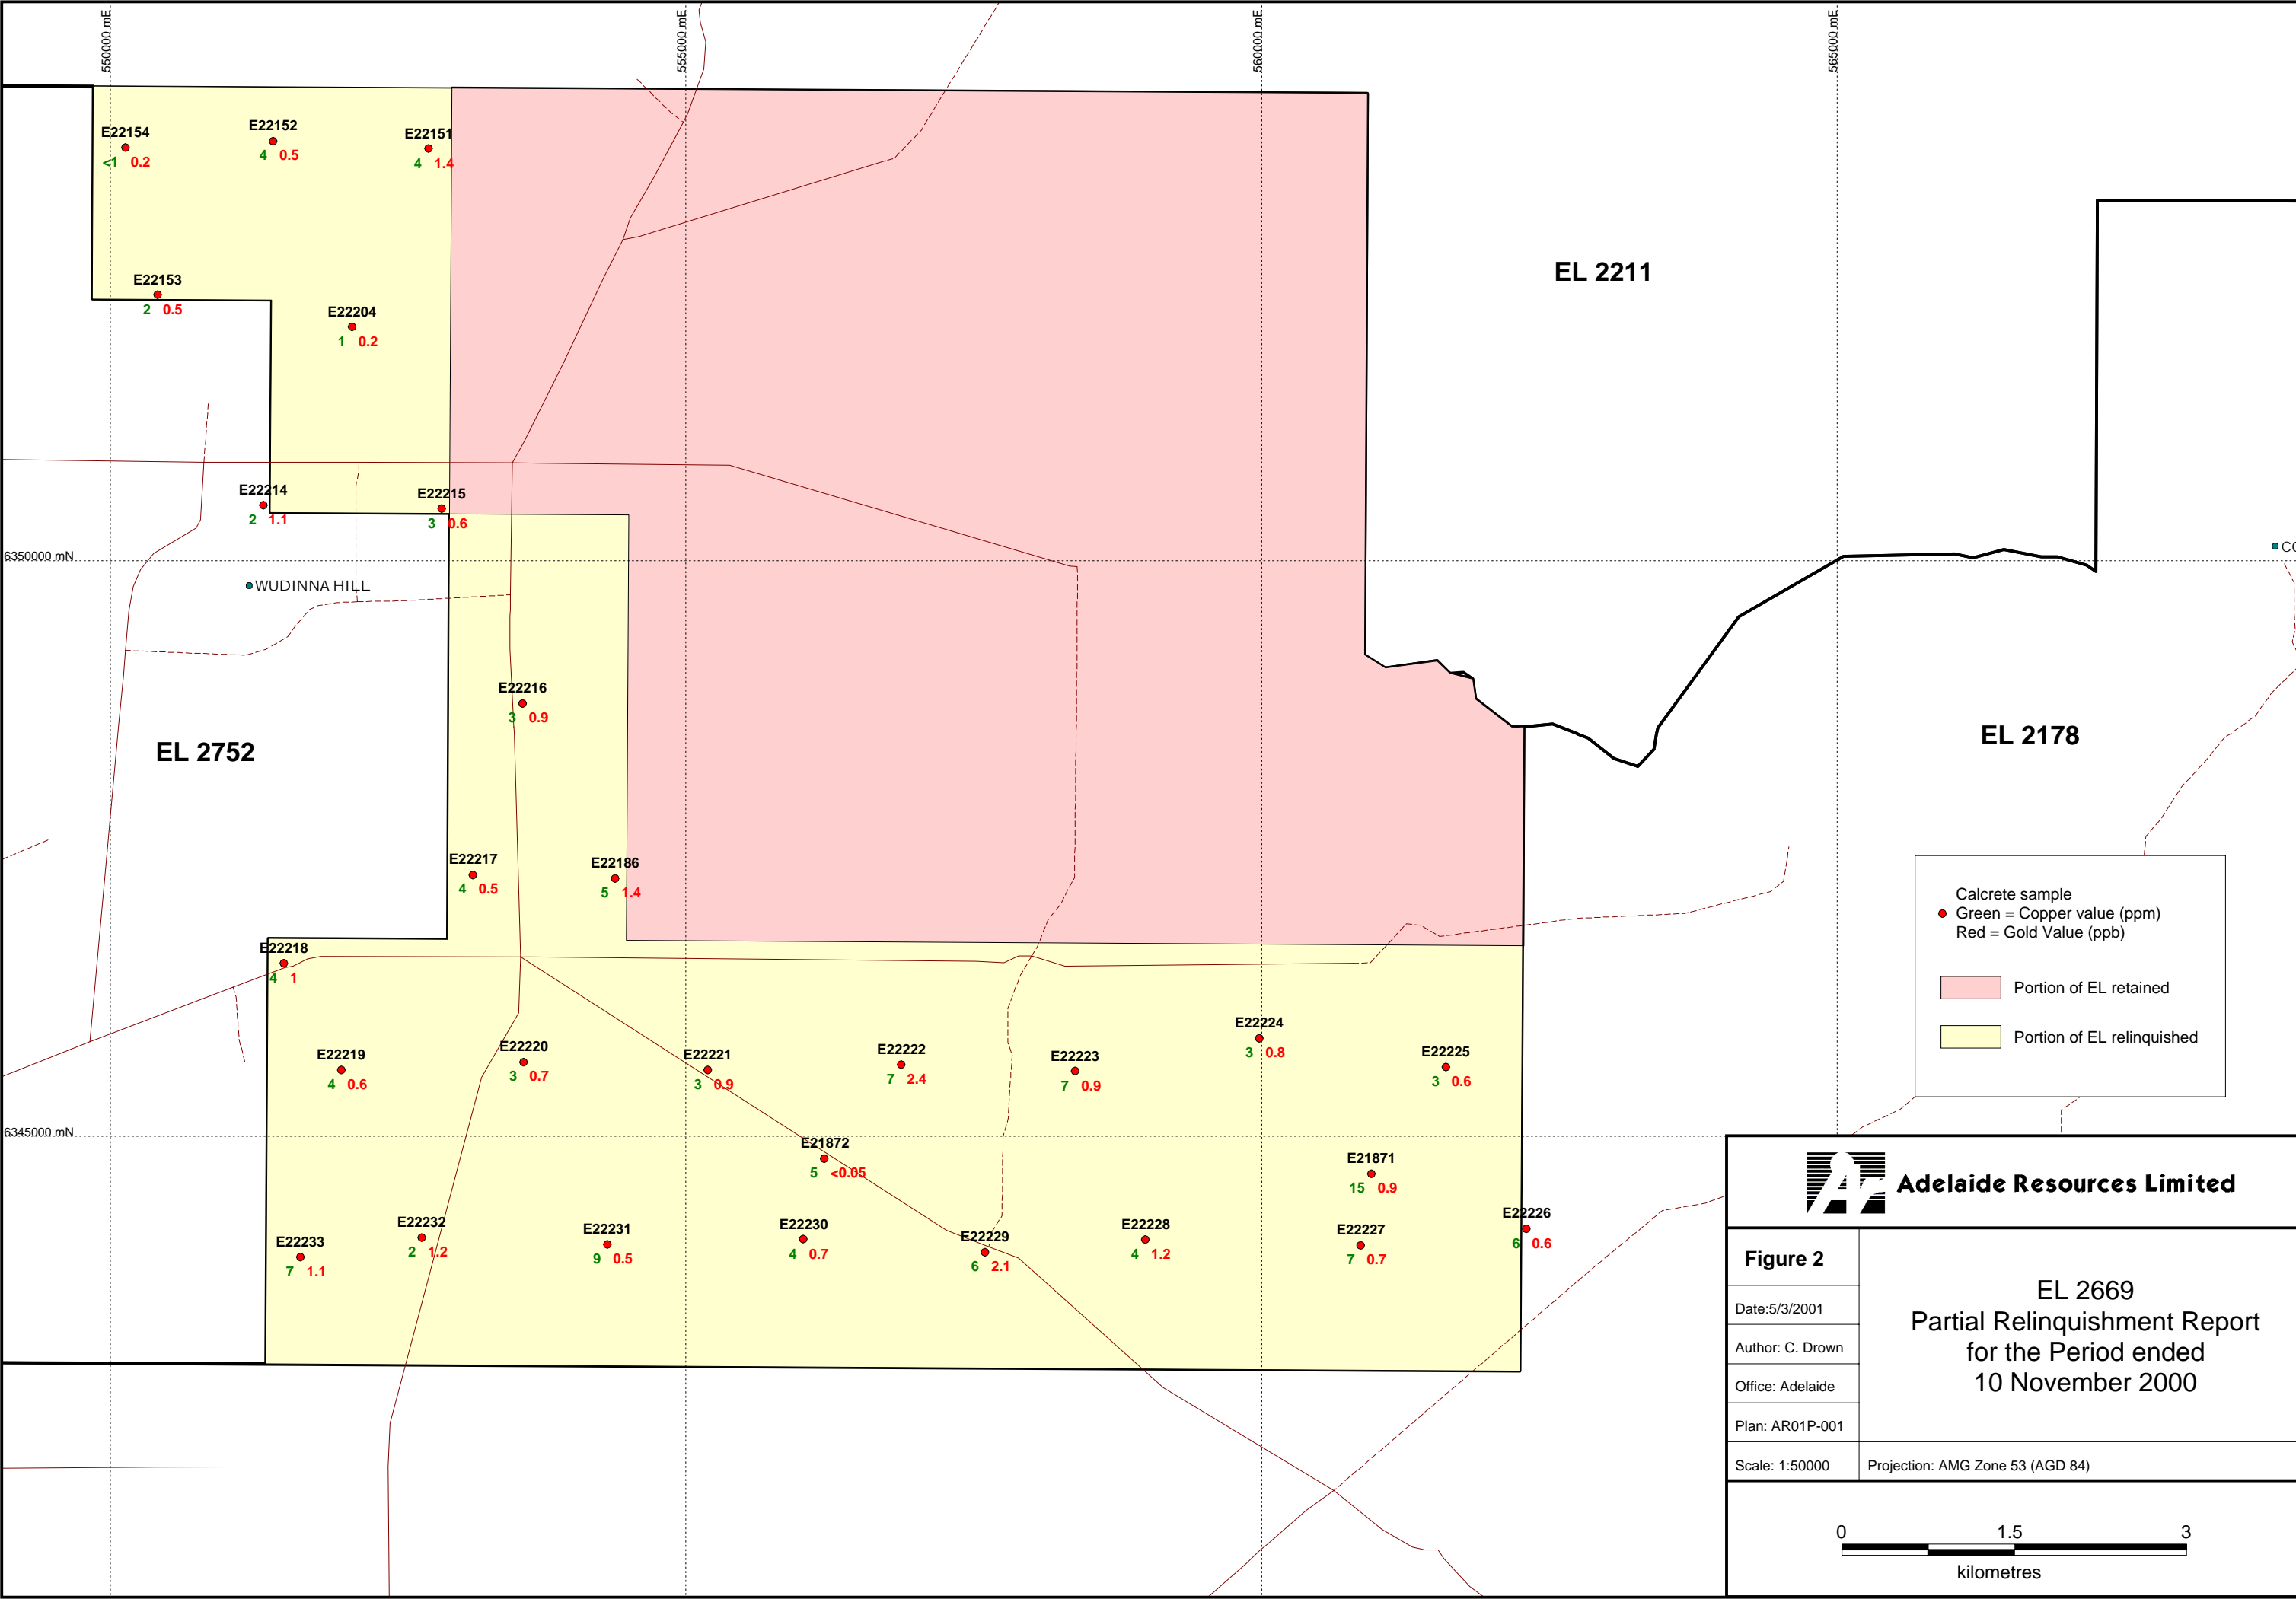 550000 mE
555000 mE
560000 mE
565000 mE
E22154
<1 0.2
E22152
4 0.5
E22151
4 1.4
EL 2211
E22153
2 0.5
E22204
1 0.2
E22214
2 1.1
E22215
3 0.6
6350000 mN
WUDINNA HILL
CO
E22216
3 0.9
EL 2752
EL 2178
E22217
4 0.5
E22186
5 1.4
Calcrete sample
Green = Copper value (ppm)
Red = Gold Value (ppb)
Portion of EL retained
Portion of EL relinquished
E22218
4 1
E22219
4 0.6
E22220
3 0.7
E22221
3 0.9
E22222
7 2.4
E22223
7 0.9
E22224
3 0.8
E22225
3 0.6
6345000 mN
E21872
5 <0.05
E21871
15 0.9
E22233
7 1.1
E22232
2 1.2
E22231
9 0.5
E22230
4 0.7
E22229
6 2.1
E22228
4 1.2
E22227
7 0.7
E22226
6 0.6
Adelaide Resources Limited
Figure 2
Date:5/3/2001
Author: C. Drown
Office: Adelaide
Plan: AR01P-001
Scale: 1:50000
EL 2669
Partial Relinquishment Report
for the Period ended
10 November 2000
Projection: AMG Zone 53 (AGD 84)
0 1.5 3
kilometres